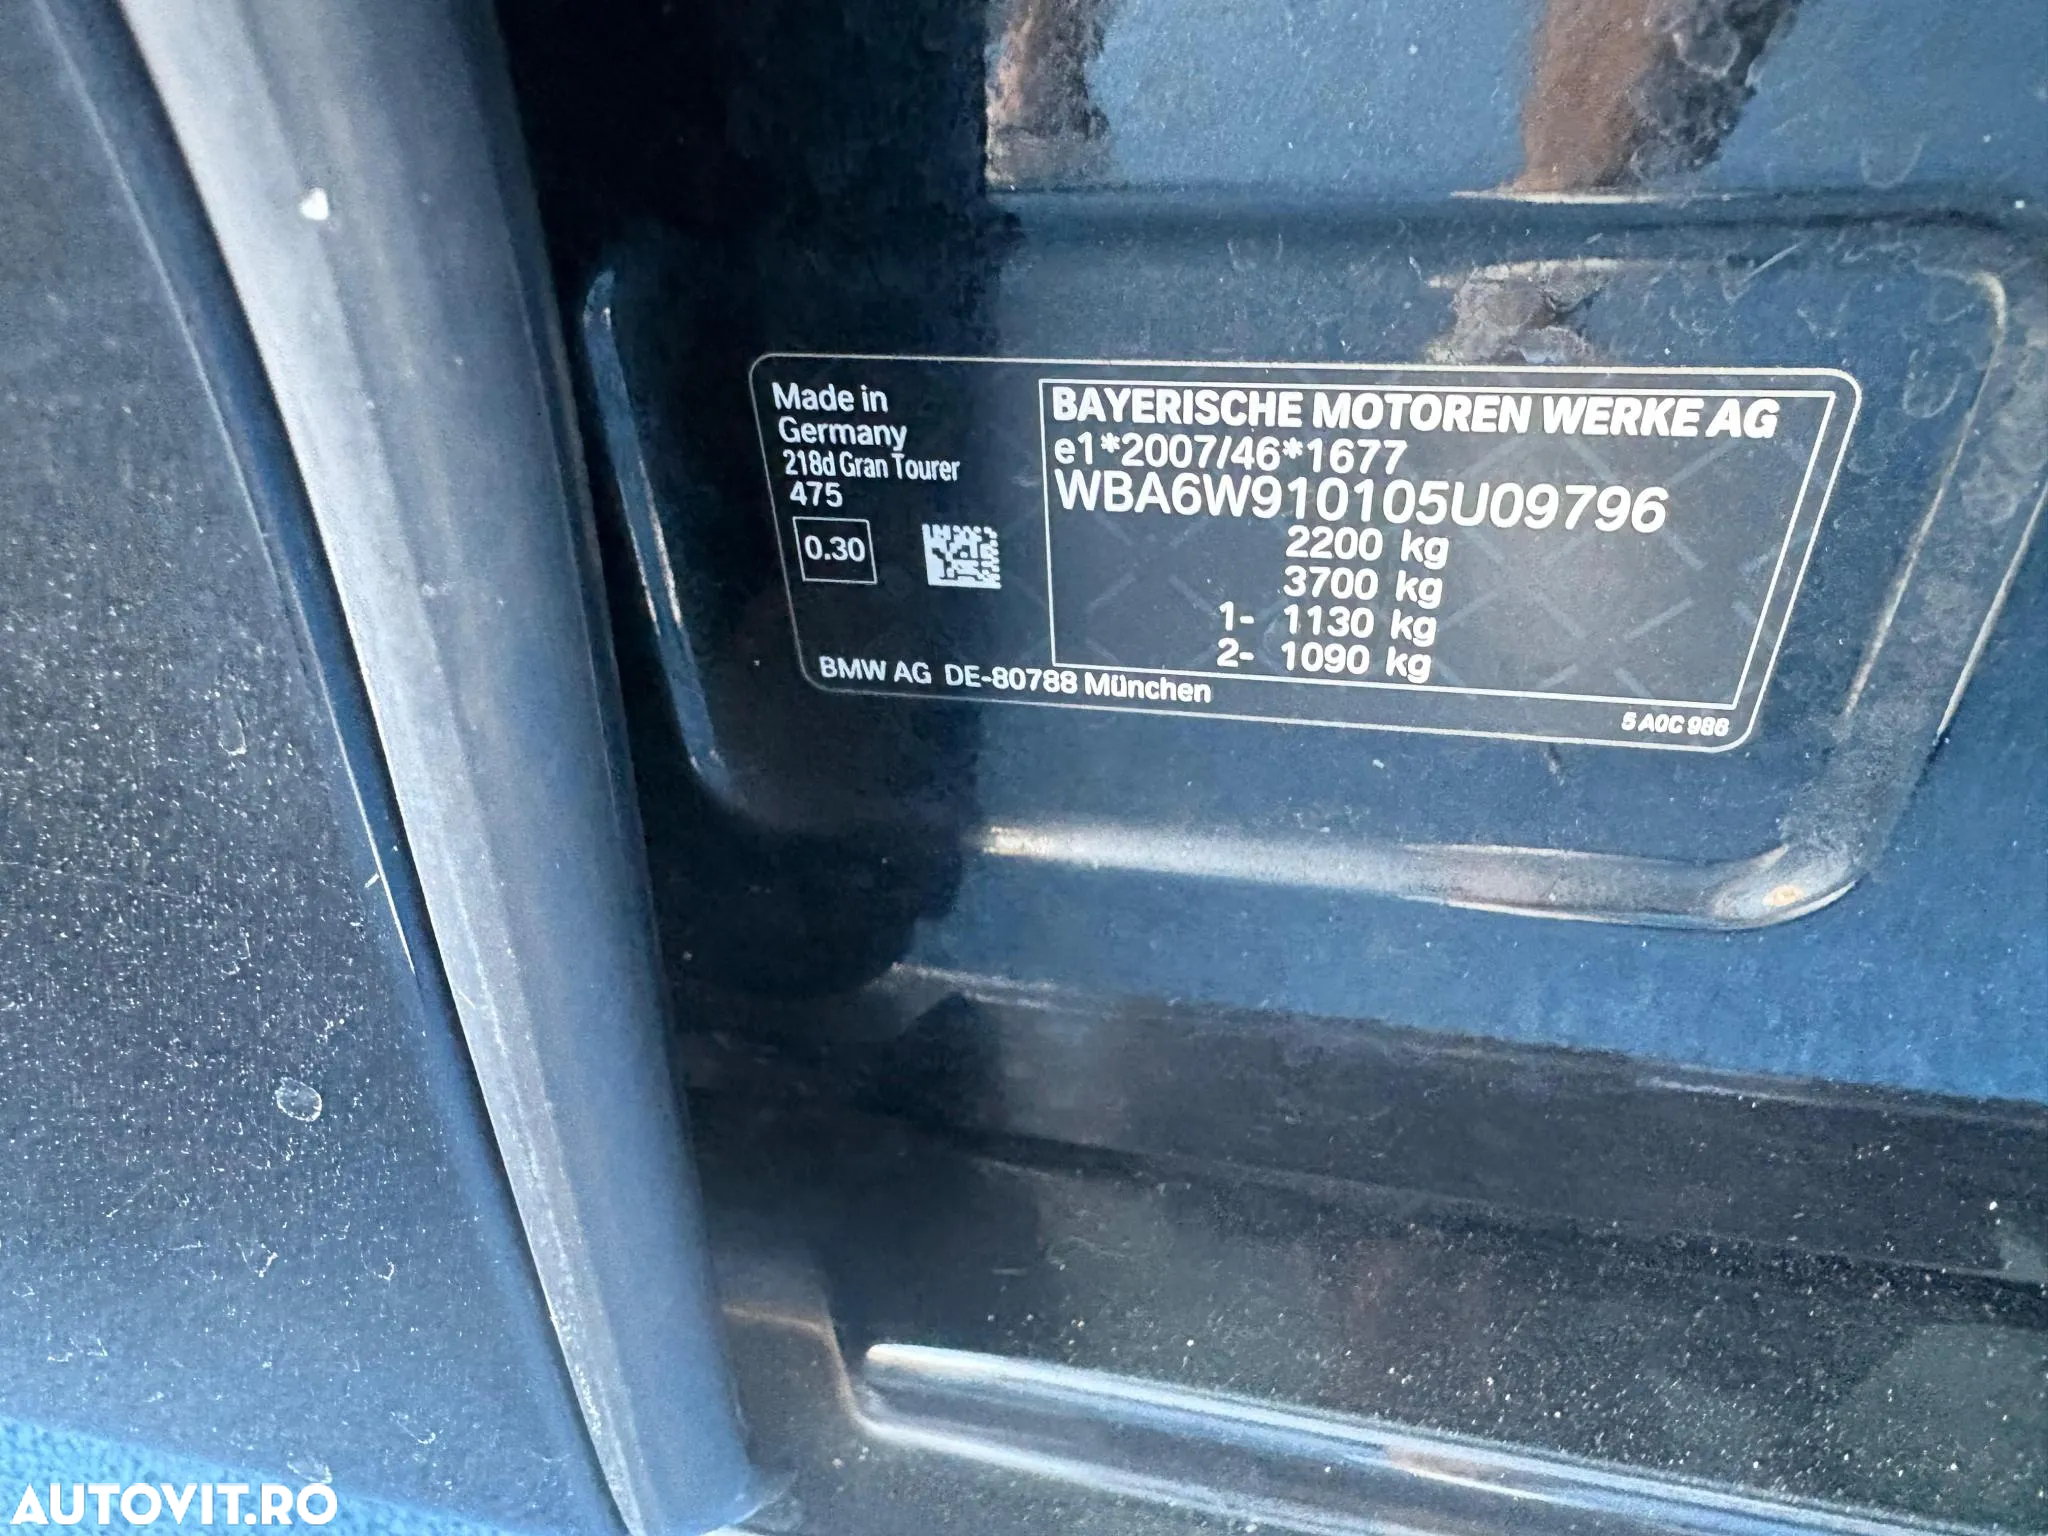 Made in
Germany
218d Gran Tourer
475
0.30
BAYERISCHE MOTOREN WERKE AG
e1*2007/46*1677
WBA6W910105U09796
2200 kg
3700 kg
1- 1130 kg
2- 1090 kg
BMW AG DE-80788 München
5 A0C 986
AUTOVIT.RO